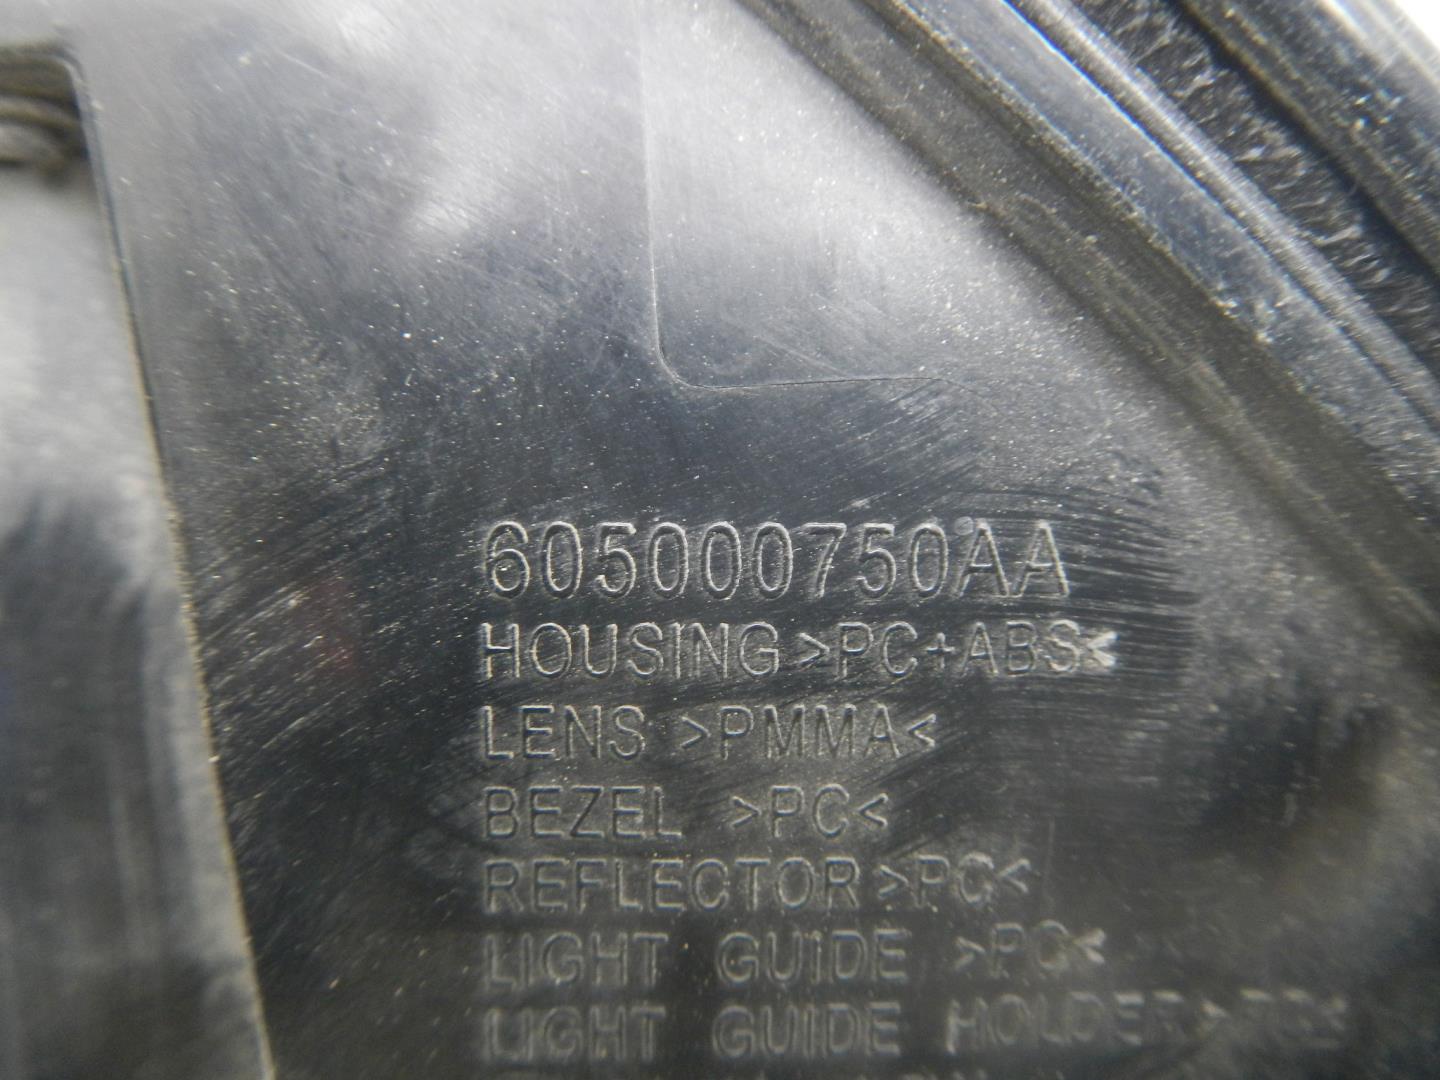 605000750AA
HOUSING >PC+ABS<
LENS >PMMA<
BEZEL >PC<
REFLECTOR >PC<
LIGHT GUIDE >PC<
LIGHT GUIDE HOLDER